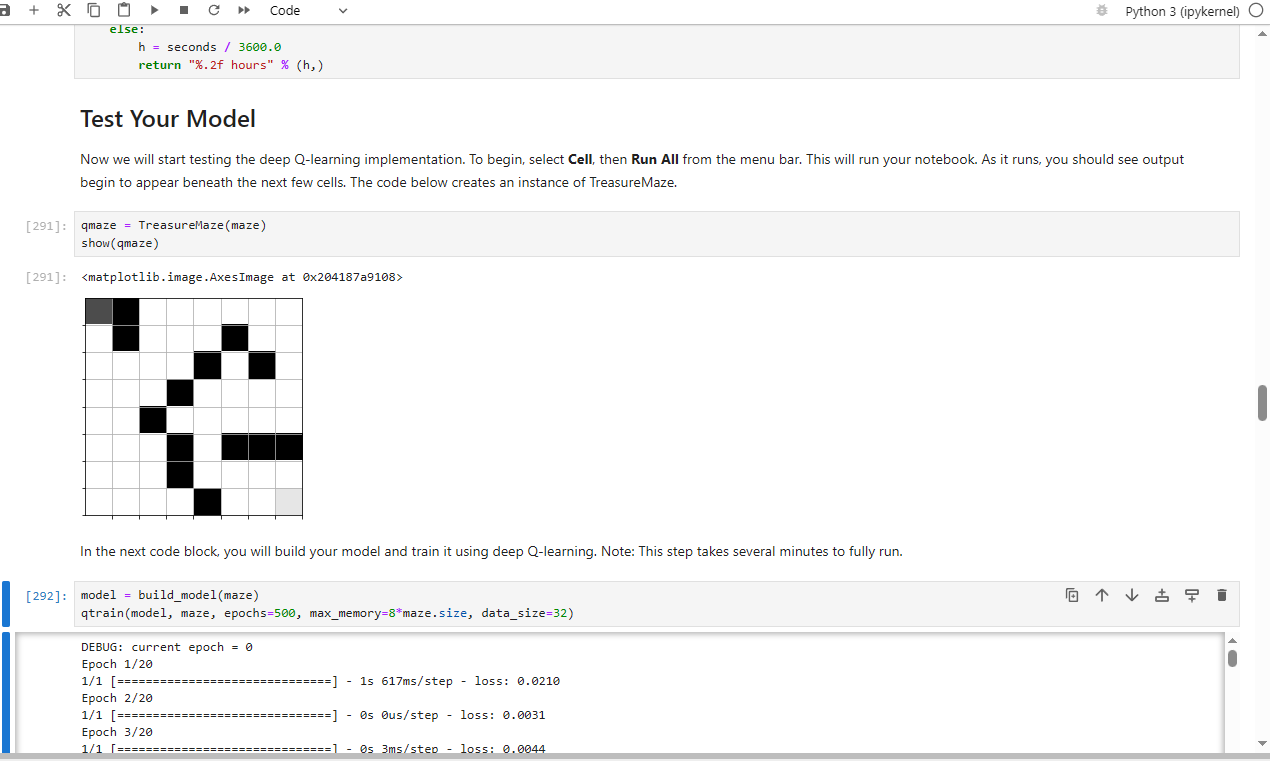 Code
Python 3 (ipykernel)
else:
h = seconds / 3600.0
return "%.2f hours" % (h,)
Test Your Model
Now we will start testing the deep Q-learning implementation. To begin, select Cell, then Run All from the menu bar. This will run your notebook. As it runs, you should see output
begin to appear beneath the next few cells. The code below creates an instance of TreasureMaze.
[291]:
qmaze = TreasureMaze(maze)
show(qmaze)
[291]:
<matplotlib.image.AxesImage at 0x204187a9108>
In the next code block, you will build your model and train it using deep Q-learning. Note: This step takes several minutes to fully run.
[292]:
model = build_model(maze)
qtrain(model, maze, epochs=500, max_memory=8*maze.size, data_size=32)
DEBUG: current epoch = 0
Epoch 1/20
1/1 [==============================] - 1s 617ms/step - loss: 0.0210
Epoch 2/20
1/1 [==============================] - 0s 0us/step - loss: 0.0031
Epoch 3/20
1/1 [==============================] - 0s 3ms/step - loss: 0.0044